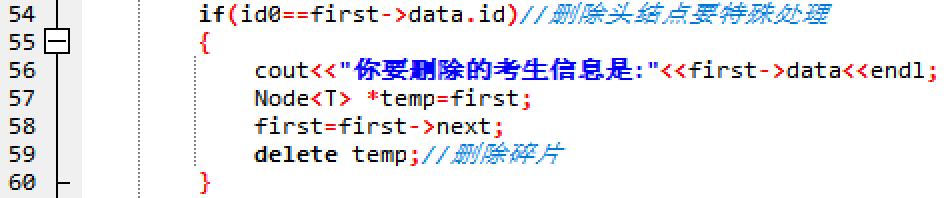 54 if(id0==first->data.id)//删除头结点要特殊处理
55 {
56 cout<<"你要删除的考生信息是:"<<first->data<<endl;
57 Node<T> *temp=first;
58 first=first->next;
59 delete temp;//删除碎片
60 }